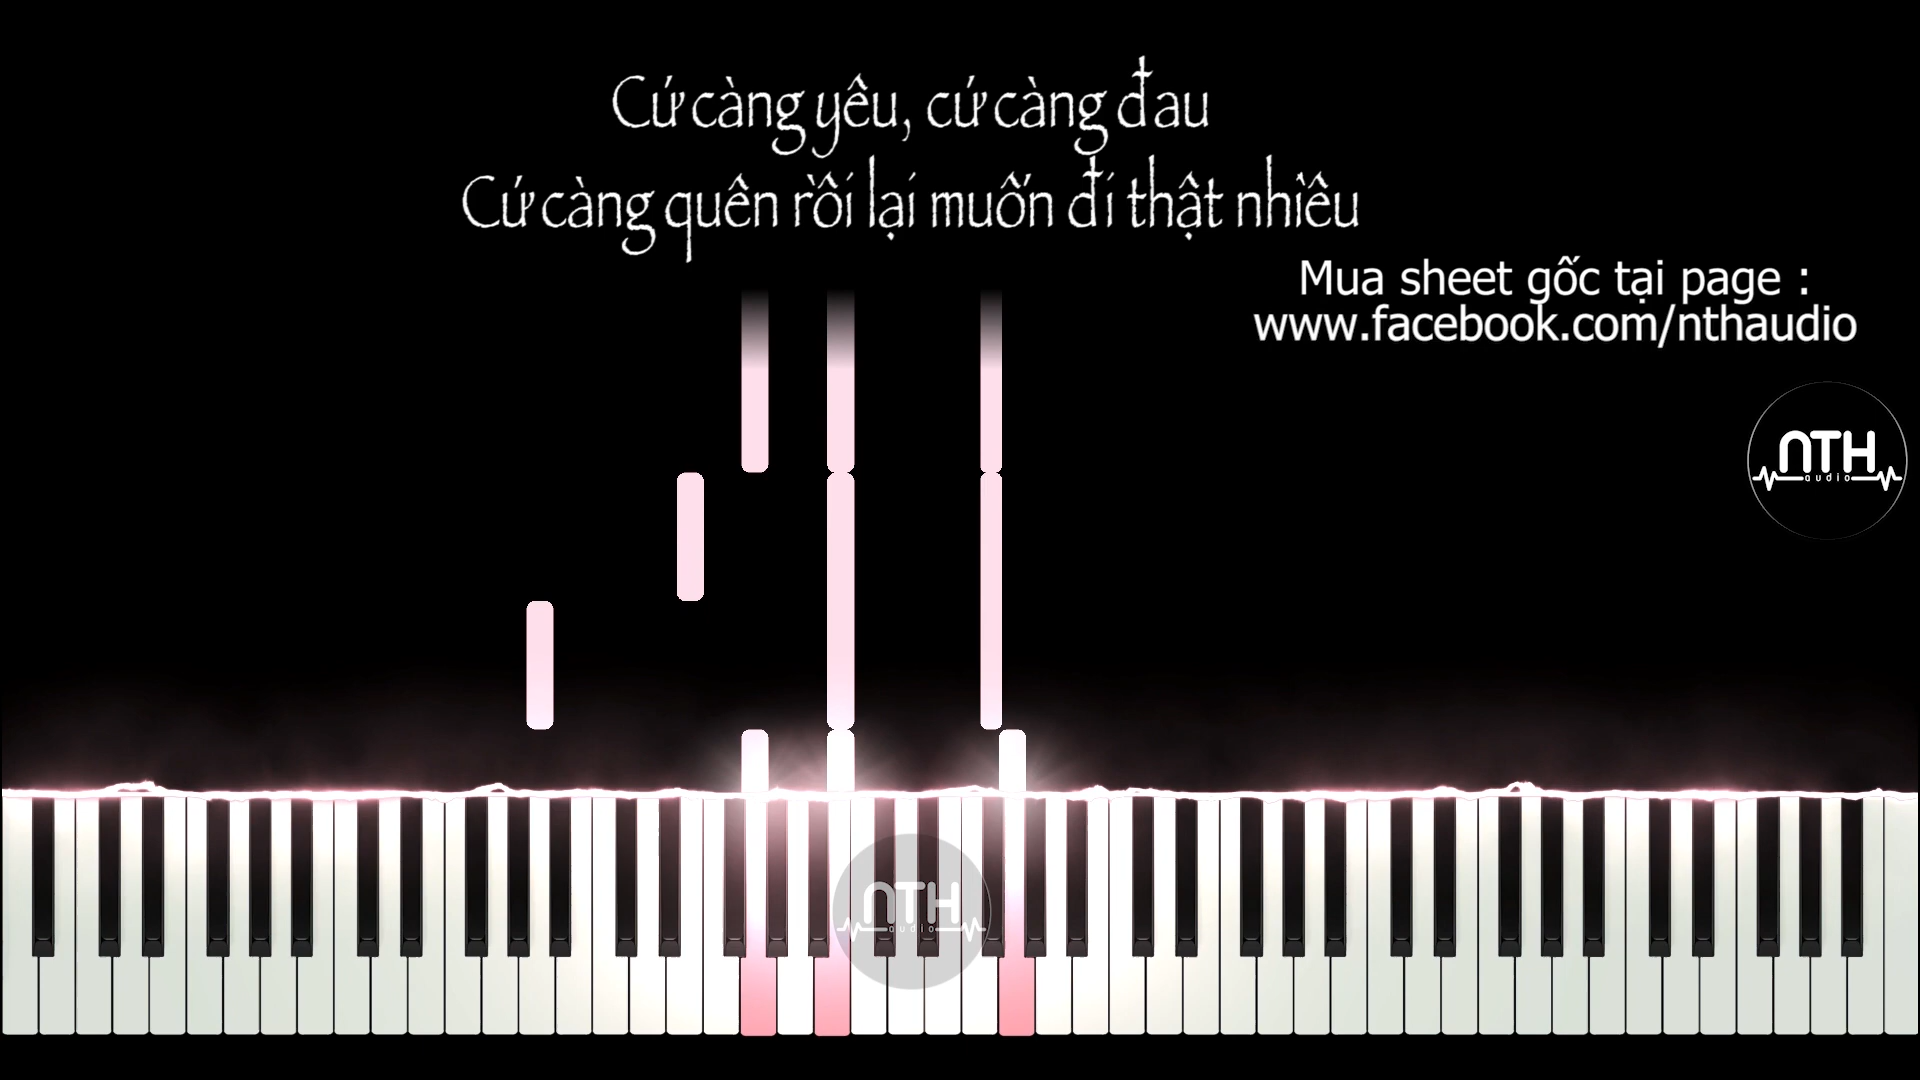 Cứ càng yêu, cứ càng đau
Cứ càng quên rồi lại muốn đi thật nhiều
Mua sheet gốc tại page :
www.facebook.com/nthaudio
NTH
audio
NTH
audio